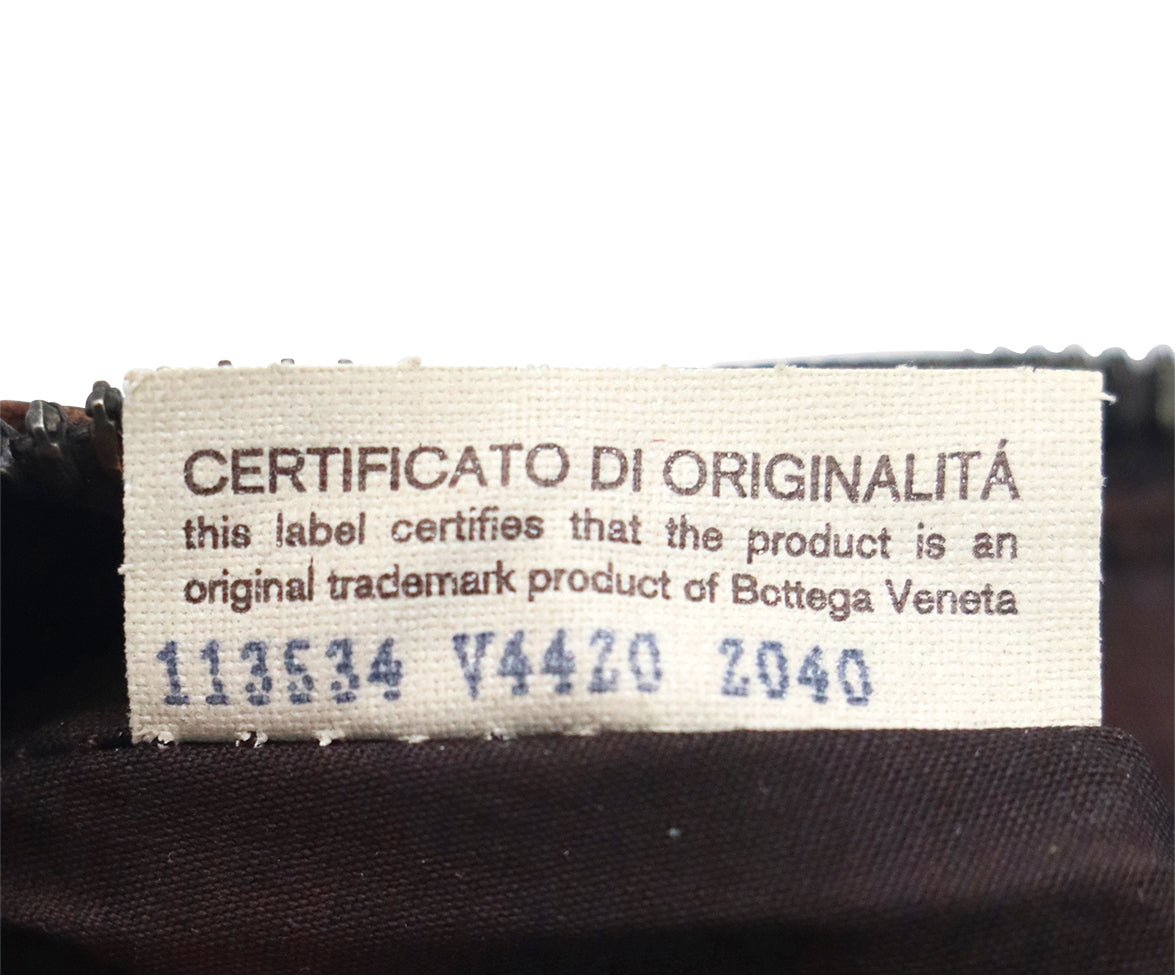 CERTIFICATO DI ORIGINALITÁ
this label certifies that the product is an
original trademark product of Bottega Veneta
113534 V4420 2040